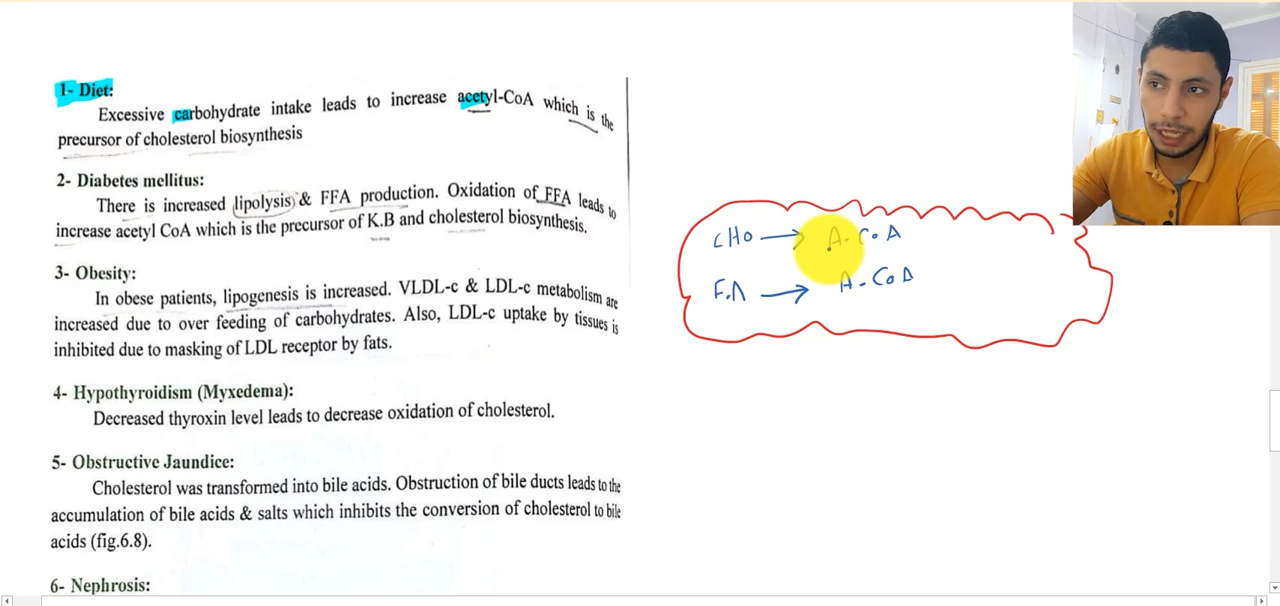 1- Diet:
Excessive carbohydrate intake leads to increase acetyl-CoA which is the
precursor of cholesterol biosynthesis
2- Diabetes mellitus:
There is increased lipolysis & FFA production. Oxidation of FFA leads to
increase acetyl CoA which is the precursor of K.B and cholesterol biosynthesis.
3- Obesity:
In obese patients, lipogenesis is increased. VLDL-c & LDL-c metabolism are
increased due to over feeding of carbohydrates. Also, LDL-c uptake by tissues is
inhibited due to masking of LDL receptor by fats.
4- Hypothyroidism (Myxedema):
Decreased thyroxin level leads to decrease oxidation of cholesterol.
5- Obstructive Jaundice:
Cholesterol was transformed into bile acids. Obstruction of bile ducts leads to the
accumulation of bile acids & salts which inhibits the conversion of cholesterol to bile
acids (fig.6.8).
6- Nephrosis:
CHO → A.CoA
F.A → A.CoA